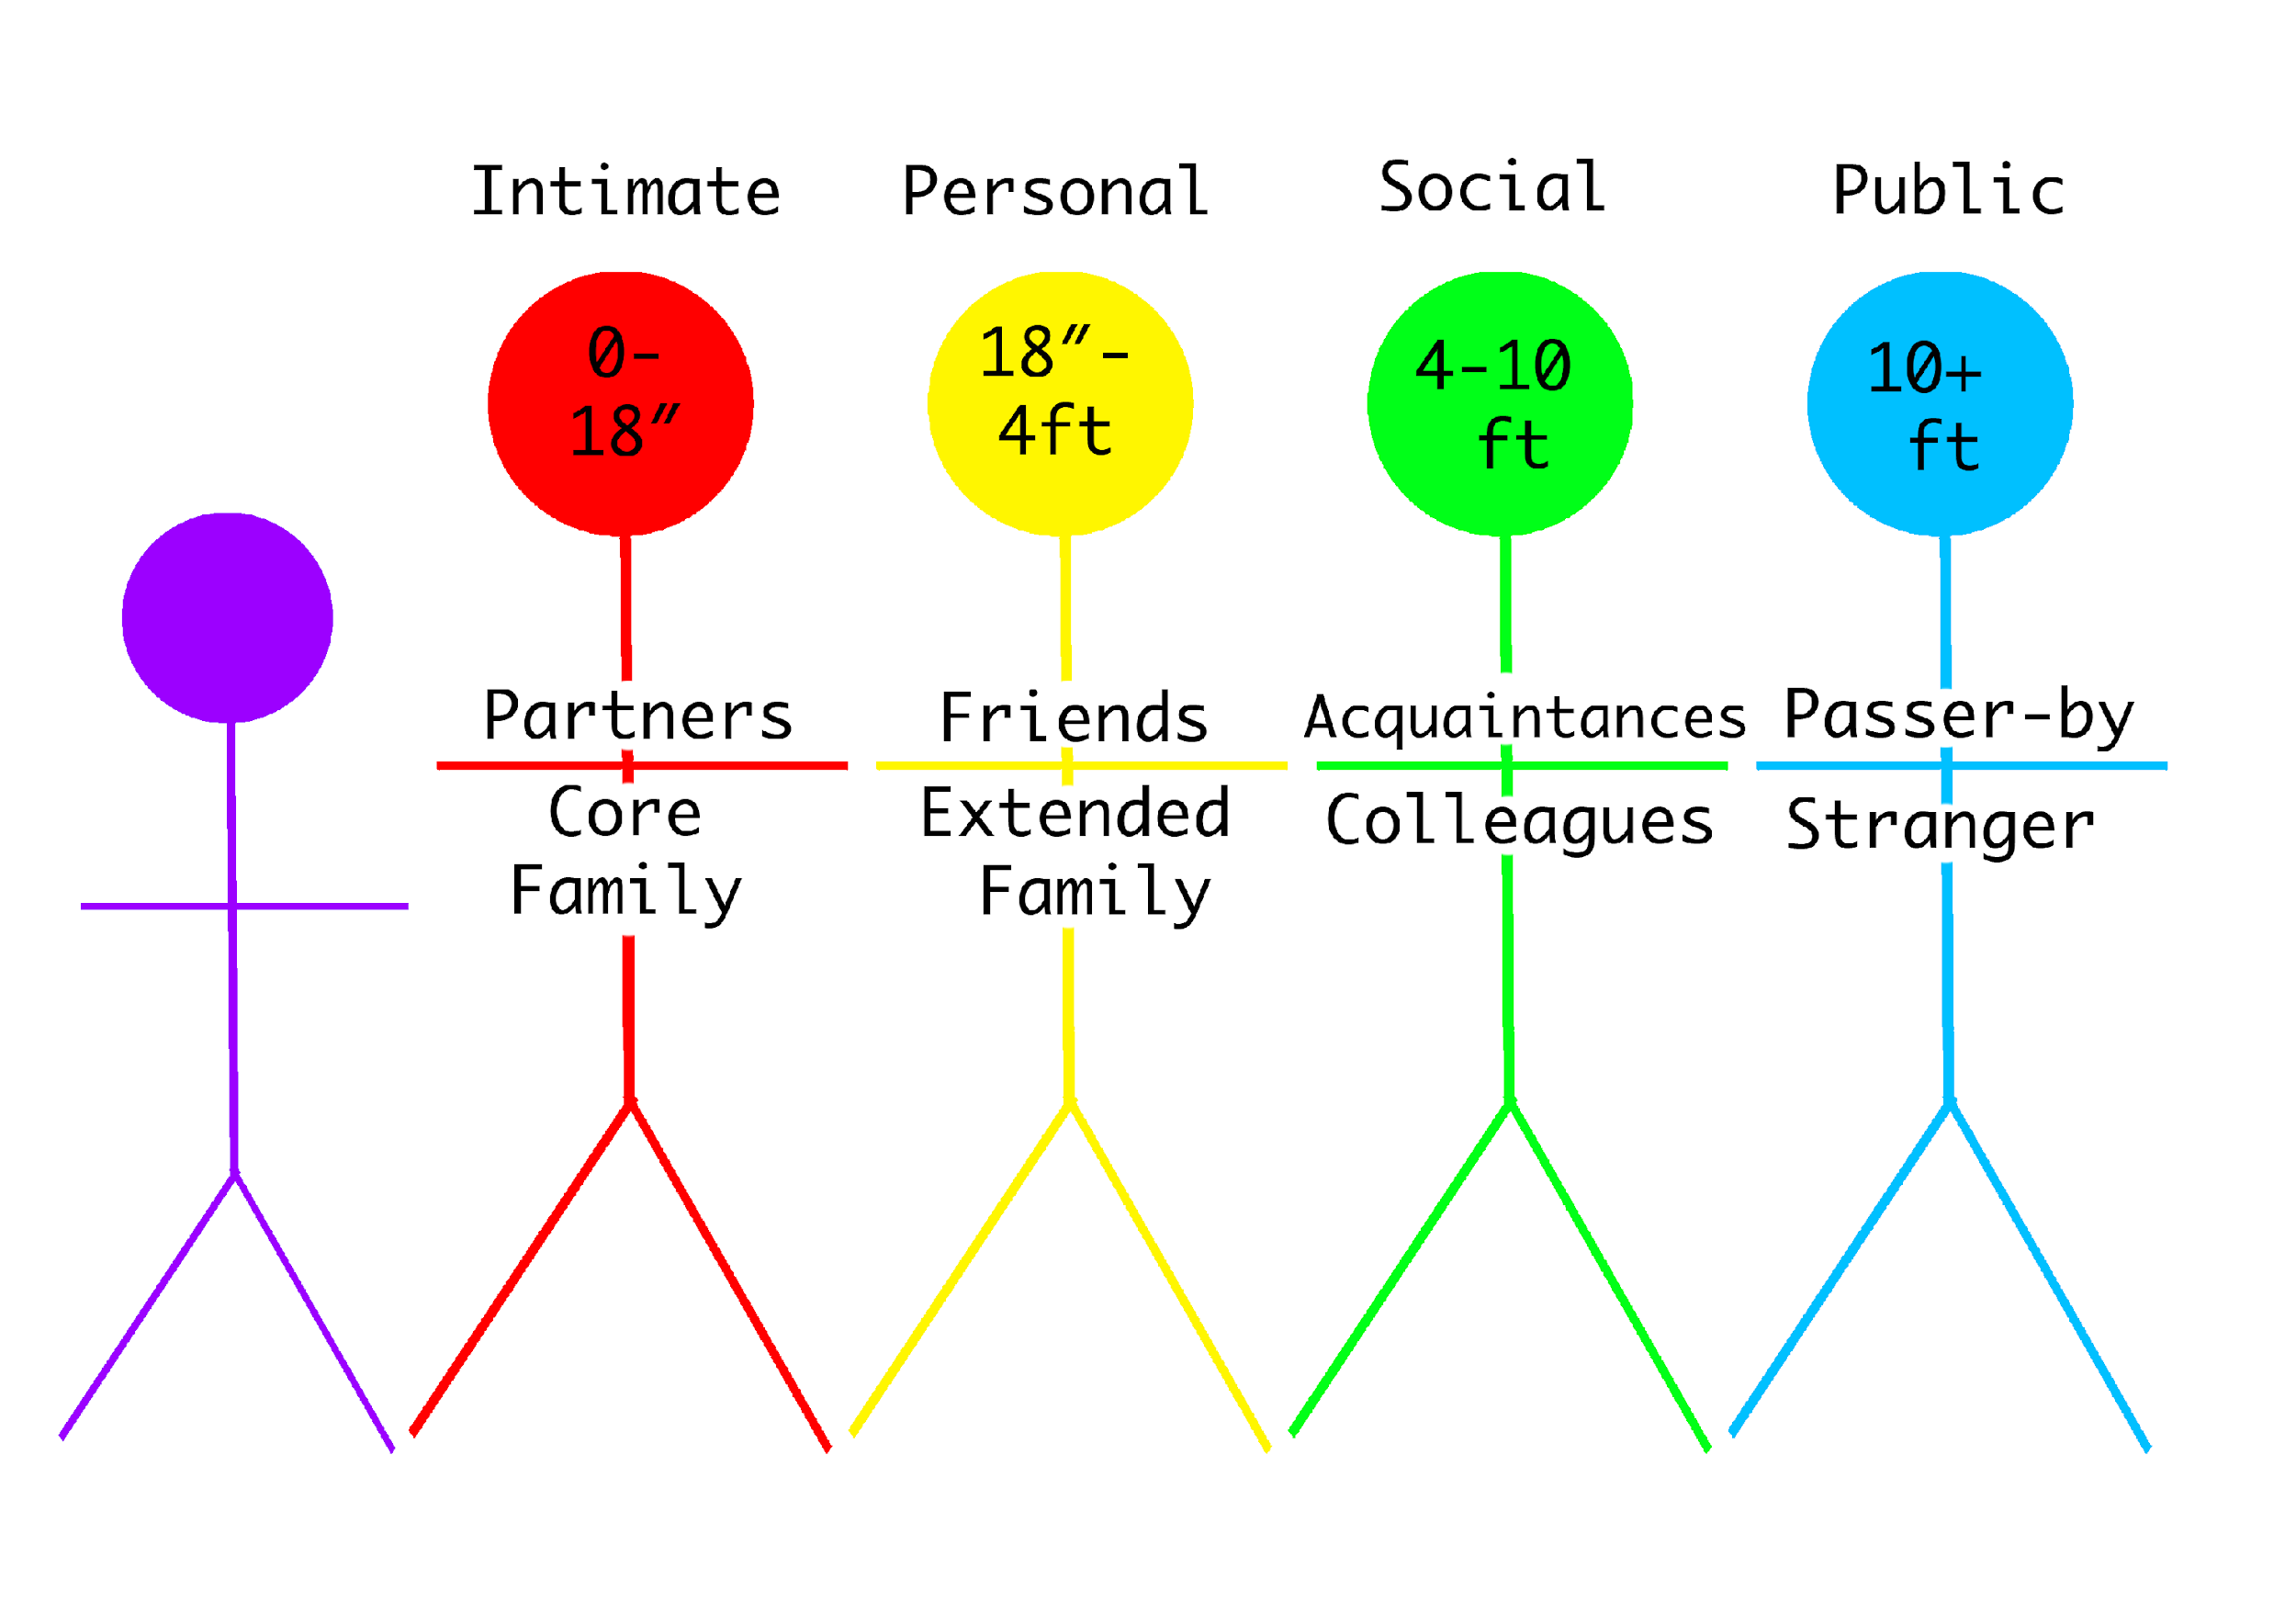 Intimate
Personal
Social
Public
0-
18″
18″-
4ft
4-10
ft
10+
ft
Partners
Core
Family
Friends
Extended
Family
Acquaintances
Colleagues
Passer-by
Stranger